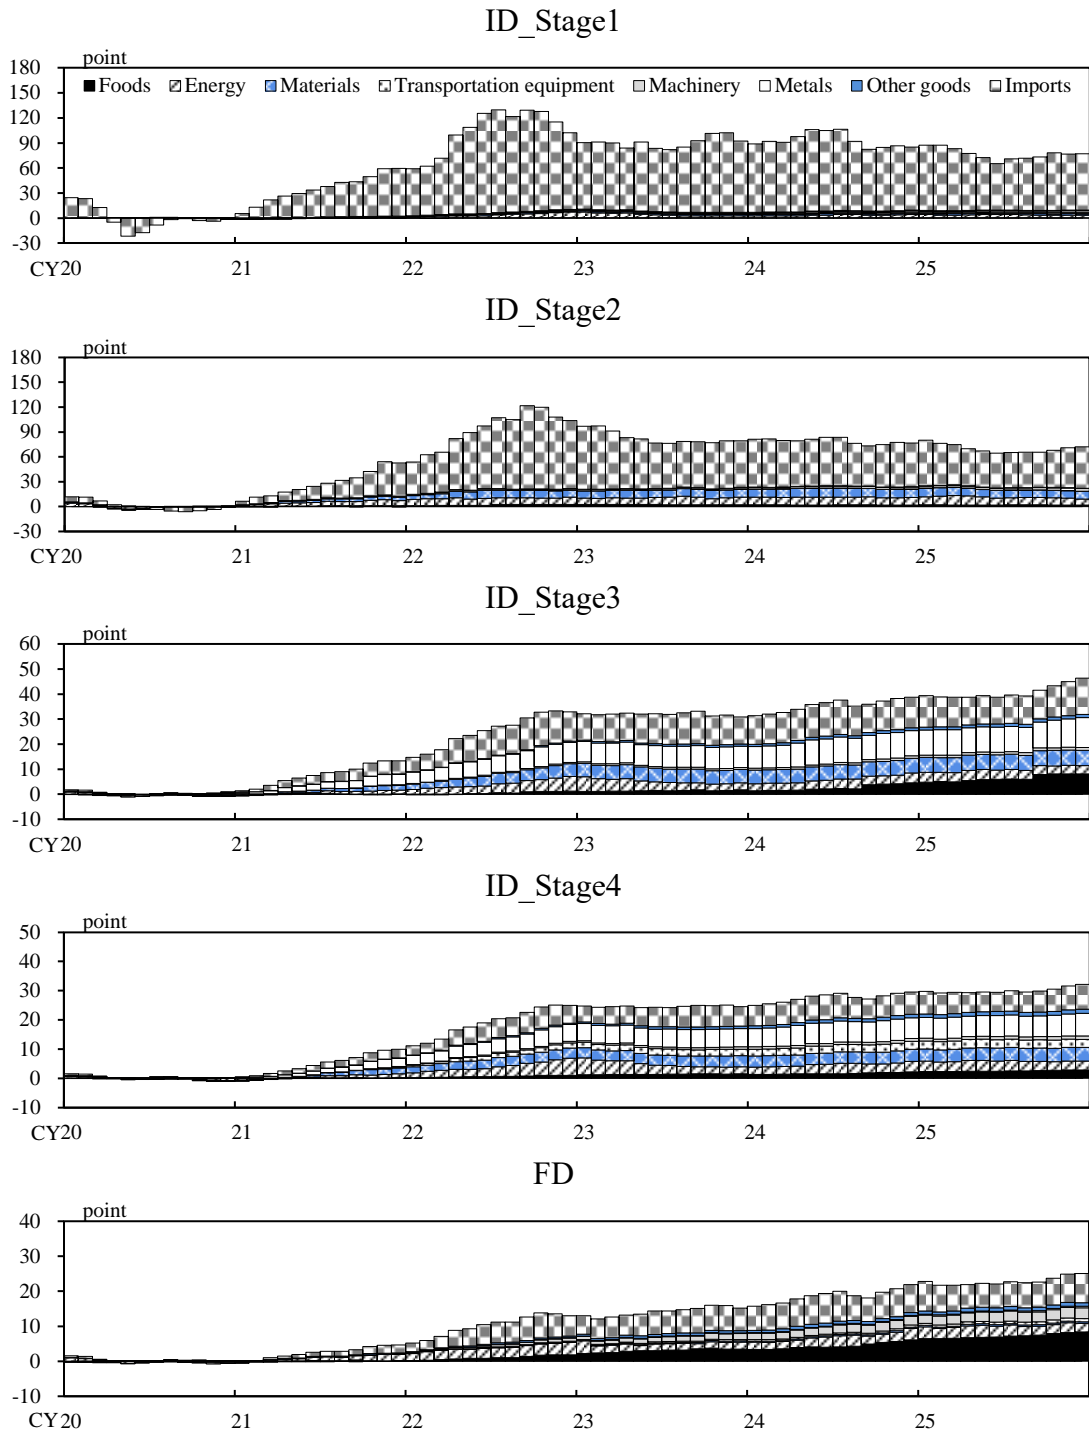 ID_Stage1
point
180
150
120
90
60
30
0
-30
Foods Energy Materials Transportation equipment Machinery Metals Other goods Imports
CY20 21 22 23 24 25
ID_Stage2
point
180
150
120
90
60
30
0
-30
CY20 21 22 23 24 25
ID_Stage3
point
60
50
40
30
20
10
0
-10
CY20 21 22 23 24 25
ID_Stage4
point
50
40
30
20
10
0
-10
CY20 21 22 23 24 25
FD
point
40
30
20
10
0
-10
CY20 21 22 23 24 25